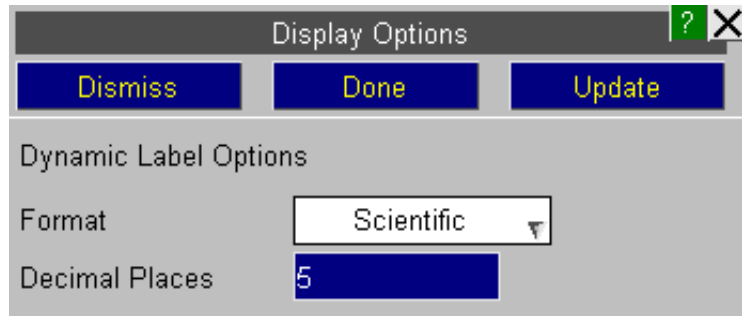 Display Options ? X
Dismiss Done Update
Dynamic Label Options
Format Scientific
Decimal Places 5